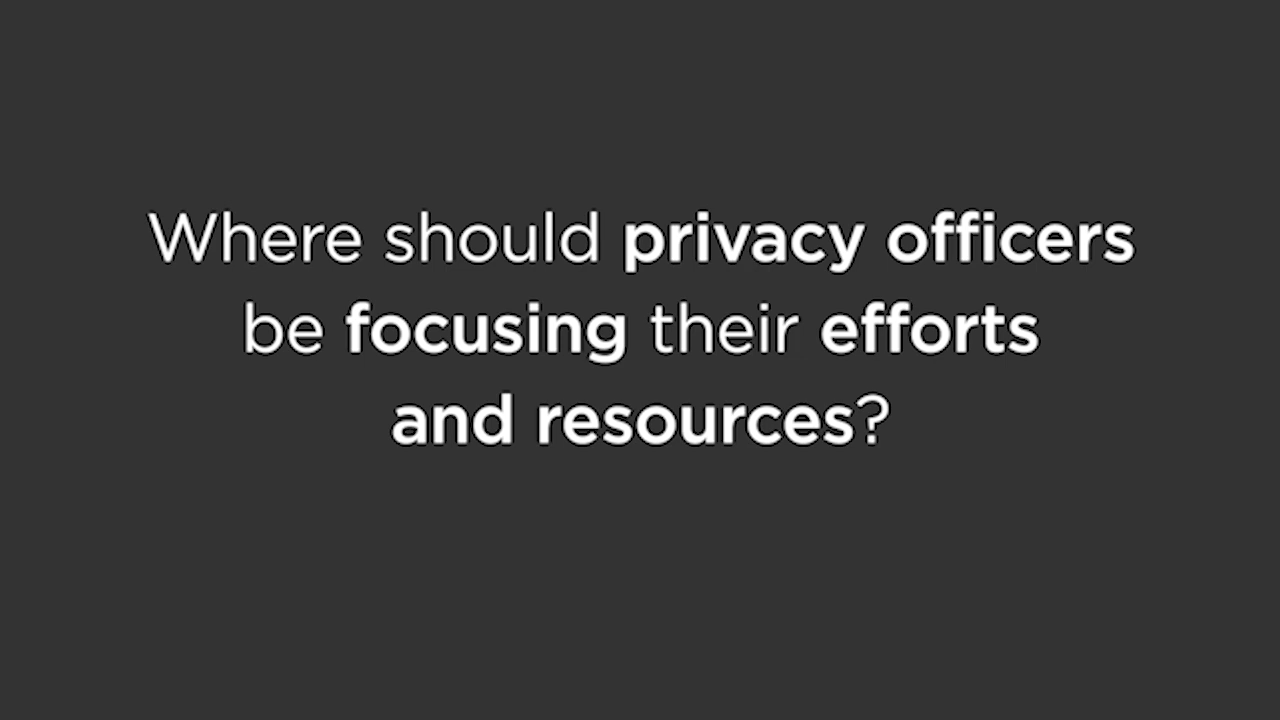 Where should privacy officers
be focusing their efforts
and resources?